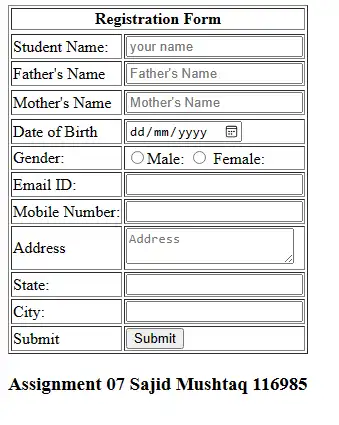 Registration Form
Student Name: your name
Father's Name Father's Name
Mother's Name Mother's Name
Date of Birth dd/mm/yyyy
Gender: Male: Female:
Email ID:
Mobile Number:
Address Address
State:
City:
Submit Submit
Assignment 07 Sajid Mushtaq 116985